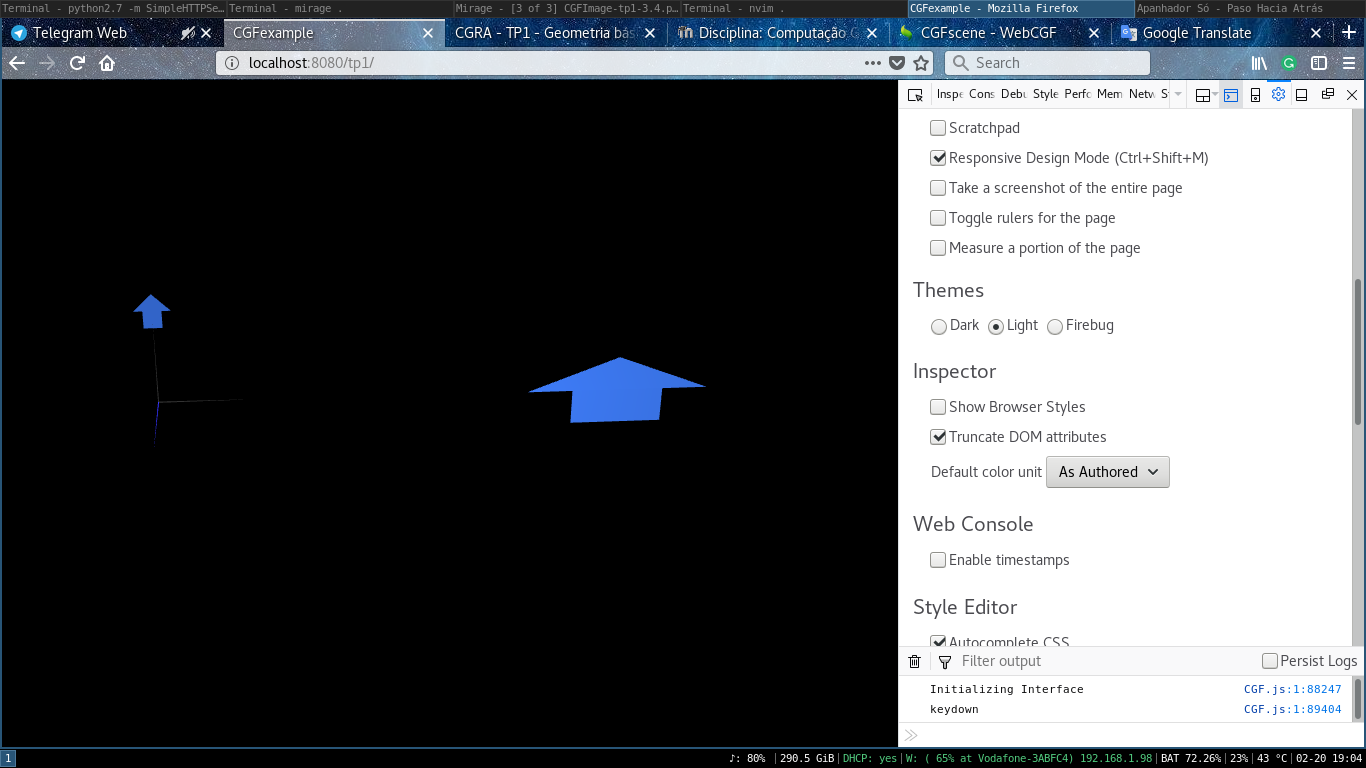 Terminal - python2.7 -m SimpleHTTPSe… Terminal - mirage . Mirage - [3 of 3] CGFImage-tp1-3.4.p… Terminal - nvim . CGFexample - Mozilla Firefox Apanhador Só - Paso Hacia Atrás
Telegram Web CGFexample CGRA - TP1 - Geometria bás Disciplina: Computação G CGFscene - WebCGF Google Translate
localhost:8080/tp1/ Search
Inspe Cons Debu Style Perfo Mem Netw S
Scratchpad
Responsive Design Mode (Ctrl+Shift+M)
Take a screenshot of the entire page
Toggle rulers for the page
Measure a portion of the page
Themes
Dark Light Firebug
Inspector
Show Browser Styles
Truncate DOM attributes
Default color unit As Authored
Web Console
Enable timestamps
Style Editor
Autocomplete CSS
Filter output Persist Logs
Initializing Interface CGF.js:1:88247
keydown CGF.js:1:89404
1 ♪: 80% |290.5 GiB|DHCP: yes|W: ( 65% at Vodafone-3ABFC4) 192.168.1.98|BAT 72.26%|23%|43 °C|02-20 19:04